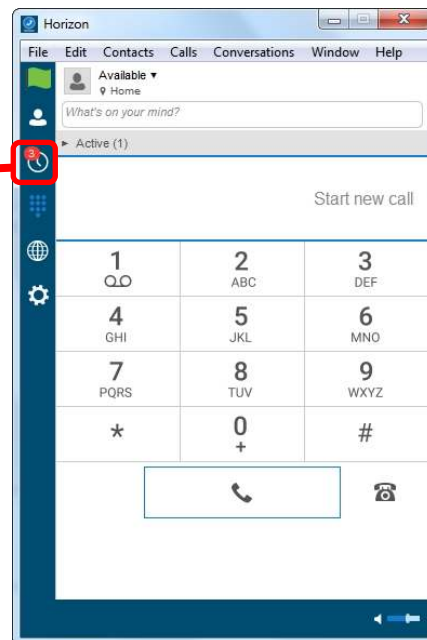 Horizon
File Edit Contacts Calls Conversations Window Help
Available ▾
Home
What's on your mind?
► Active (1)
3
Start new call
1 2 3
ABC DEF
4 5 6
GHI JKL MNO
7 8 9
PQRS TUV WXYZ
* 0 #
+